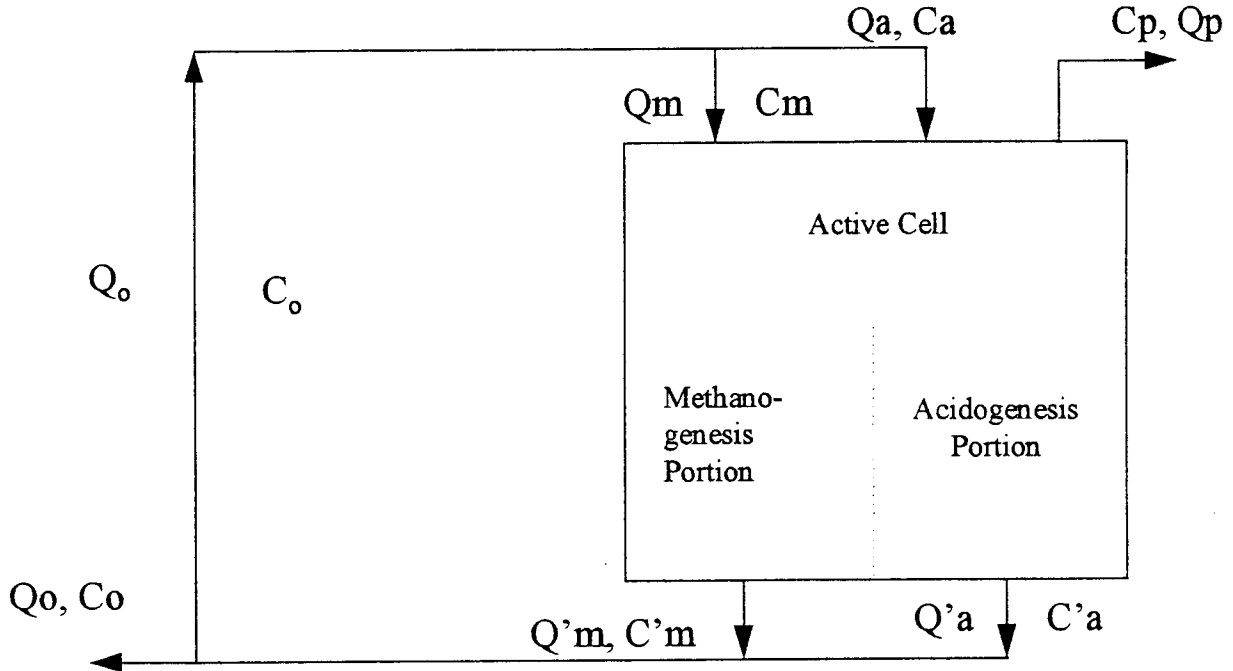 Qa, Ca
Cp, Qp
Qm
Cm
Active Cell
Qₒ
Cₒ
Methano-
genesis
Portion
Acidogenesis
Portion
Qo, Co
Q’m, C’m
Q’a
C’a